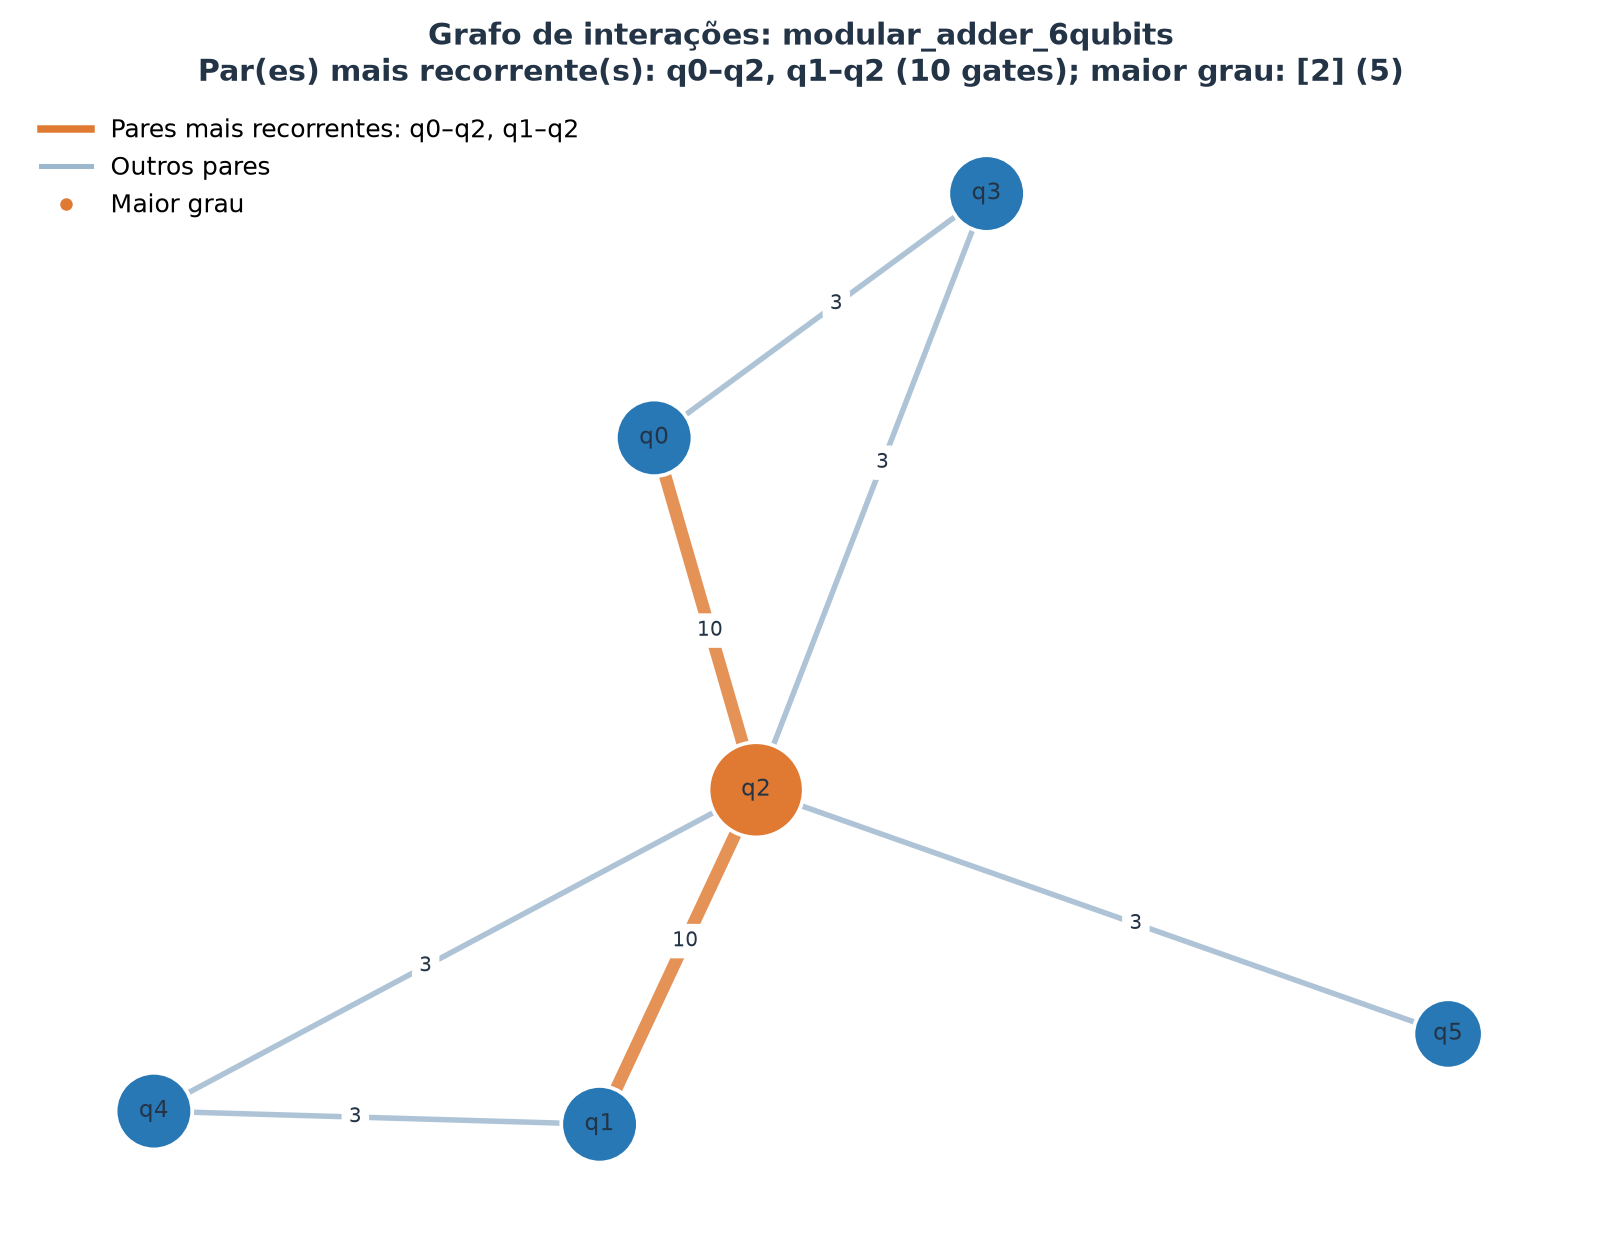 Grafo de interações: modular_adder_6qubits
Par(es) mais recorrente(s): q0–q2, q1–q2 (10 gates); maior grau: [2] (5)
Pares mais recorrentes: q0–q2, q1–q2
Outros pares
Maior grau
q3
3
q0
3
10
q2
3
10
3
q5
q4
3
q1